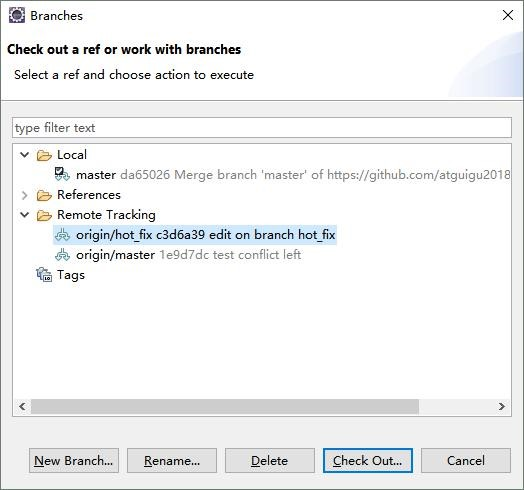 Branches
Check out a ref or work with branches
Select a ref and choose action to execute
type filter text
Local
master da65026 Merge branch 'master' of https://github.com/atguigu2018
References
Remote Tracking
origin/hot_fix c3d6a39 edit on branch hot_fix
origin/master 1e9d7dc test conflict left
Tags
New Branch... Rename... Delete Check Out... Cancel